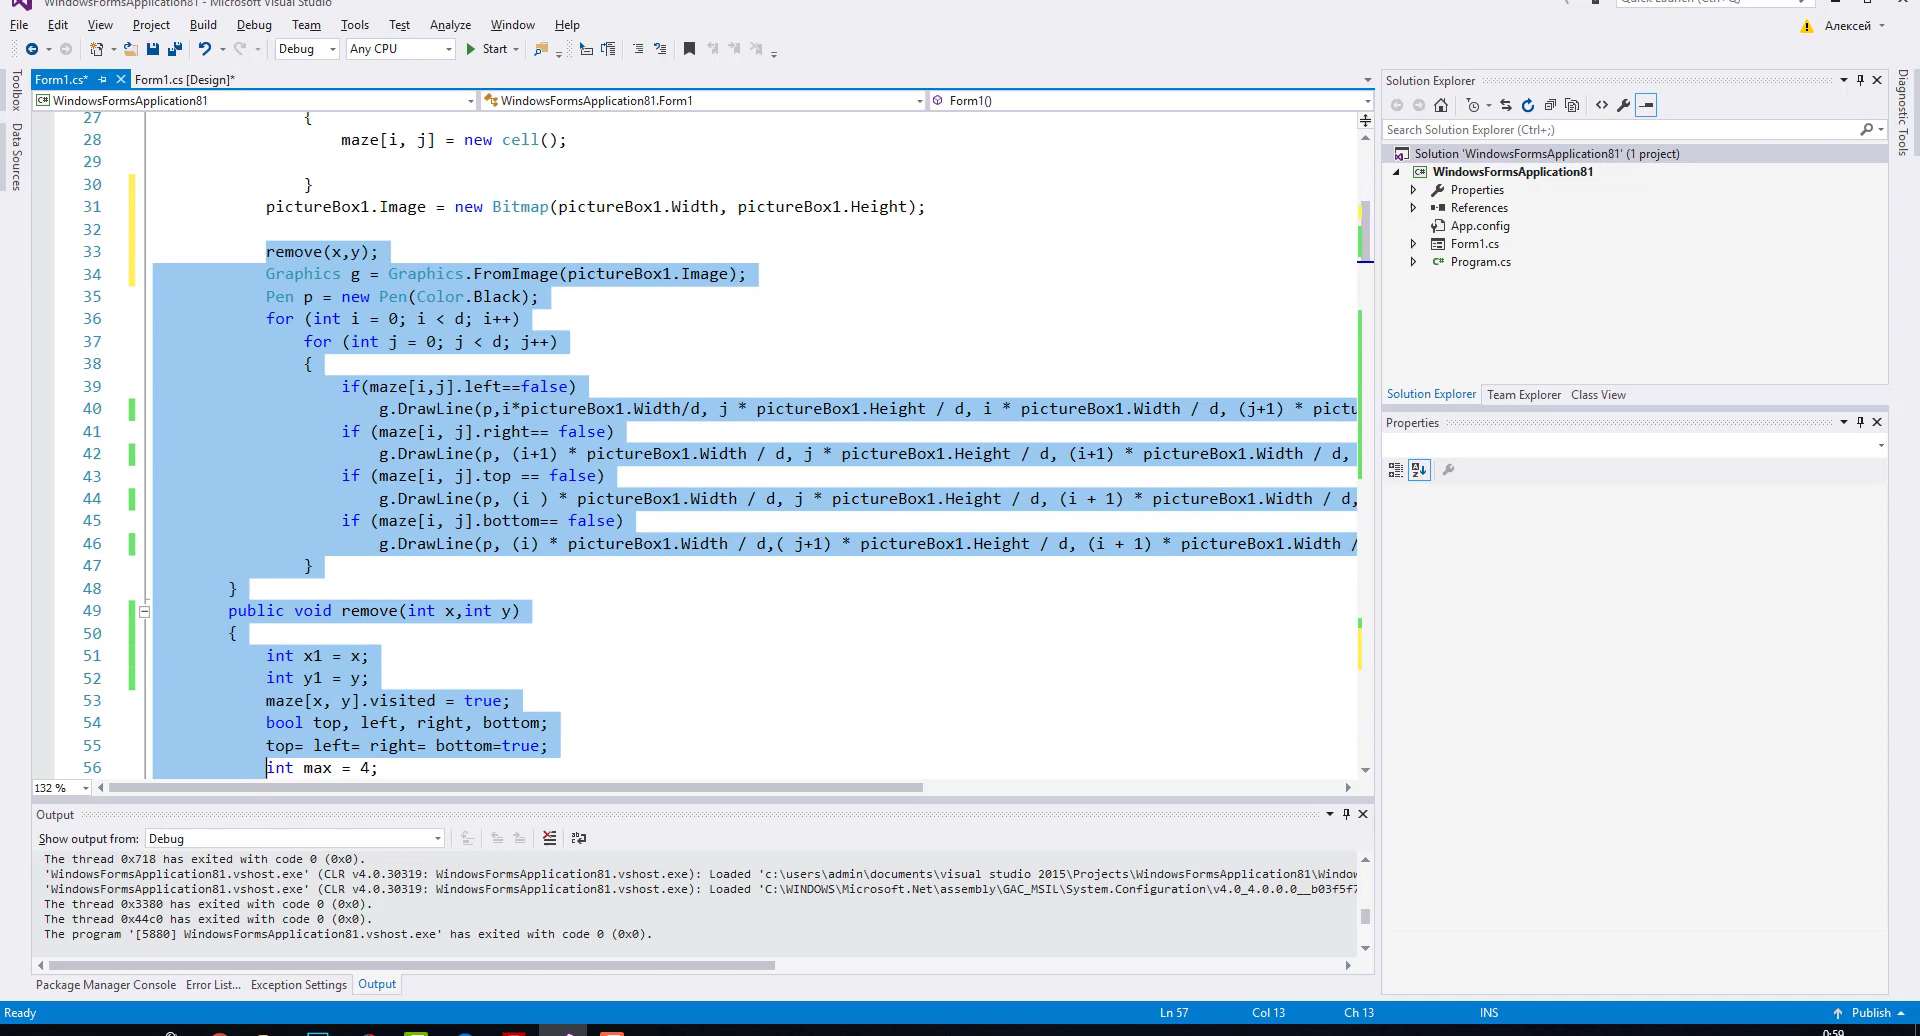 WindowsFormsApplication81 - Microsoft Visual Studio
Quick Launch (Ctrl+Q)
File Edit View Project Build Debug Team Tools Test Analyze Window Help
Алексей
Debug Any CPU Start
Form1.cs* Form1.cs [Design]*
WindowsFormsApplication81 WindowsFormsApplication81.Form1 Form1()
Toolbox
Data Sources
27 {
28 maze[i, j] = new cell();
29
30 }
31 pictureBox1.Image = new Bitmap(pictureBox1.Width, pictureBox1.Height);
32
33 remove(x,y);
34 Graphics g = Graphics.FromImage(pictureBox1.Image);
35 Pen p = new Pen(Color.Black);
36 for (int i = 0; i < d; i++)
37 for (int j = 0; j < d; j++)
38 {
39 if(maze[i,j].left==false)
40 g.DrawLine(p,i*pictureBox1.Width/d, j * pictureBox1.Height / d, i * pictureBox1.Width / d, (j+1) * pictu
41 if (maze[i, j].right== false)
42 g.DrawLine(p, (i+1) * pictureBox1.Width / d, j * pictureBox1.Height / d, (i+1) * pictureBox1.Width / d,
43 if (maze[i, j].top == false)
44 g.DrawLine(p, (i ) * pictureBox1.Width / d, j * pictureBox1.Height / d, (i + 1) * pictureBox1.Width / d,
45 if (maze[i, j].bottom== false)
46 g.DrawLine(p, (i) * pictureBox1.Width / d,( j+1) * pictureBox1.Height / d, (i + 1) * pictureBox1.Width /
47 }
48 }
49 public void remove(int x,int y)
50 {
51 int x1 = x;
52 int y1 = y;
53 maze[x, y].visited = true;
54 bool top, left, right, bottom;
55 top= left= right= bottom=true;
56 int max = 4;
132 %
Output
Show output from: Debug
The thread 0x718 has exited with code 0 (0x0).
'WindowsFormsApplication81.vshost.exe' (CLR v4.0.30319: WindowsFormsApplication81.vshost.exe): Loaded 'c:\users\admin\documents\visual studio 2015\Projects\WindowsFormsApplication81\Window
'WindowsFormsApplication81.vshost.exe' (CLR v4.0.30319: WindowsFormsApplication81.vshost.exe): Loaded 'C:\WINDOWS\Microsoft.Net\assembly\GAC_MSIL\System.Configuration\v4.0_4.0.0.0__b03f5f7
The thread 0x3380 has exited with code 0 (0x0).
The thread 0x44c0 has exited with code 0 (0x0).
The program '[5880] WindowsFormsApplication81.vshost.exe' has exited with code 0 (0x0).
Package Manager Console Error List... Exception Settings Output
Solution Explorer
Search Solution Explorer (Ctrl+;)
Solution 'WindowsFormsApplication81' (1 project)
WindowsFormsApplication81
Properties
References
App.config
Form1.cs
Program.cs
Solution Explorer Team Explorer Class View
Properties
Diagnostic Tools
Ready Ln 57 Col 13 Ch 13 INS Publish
0:59